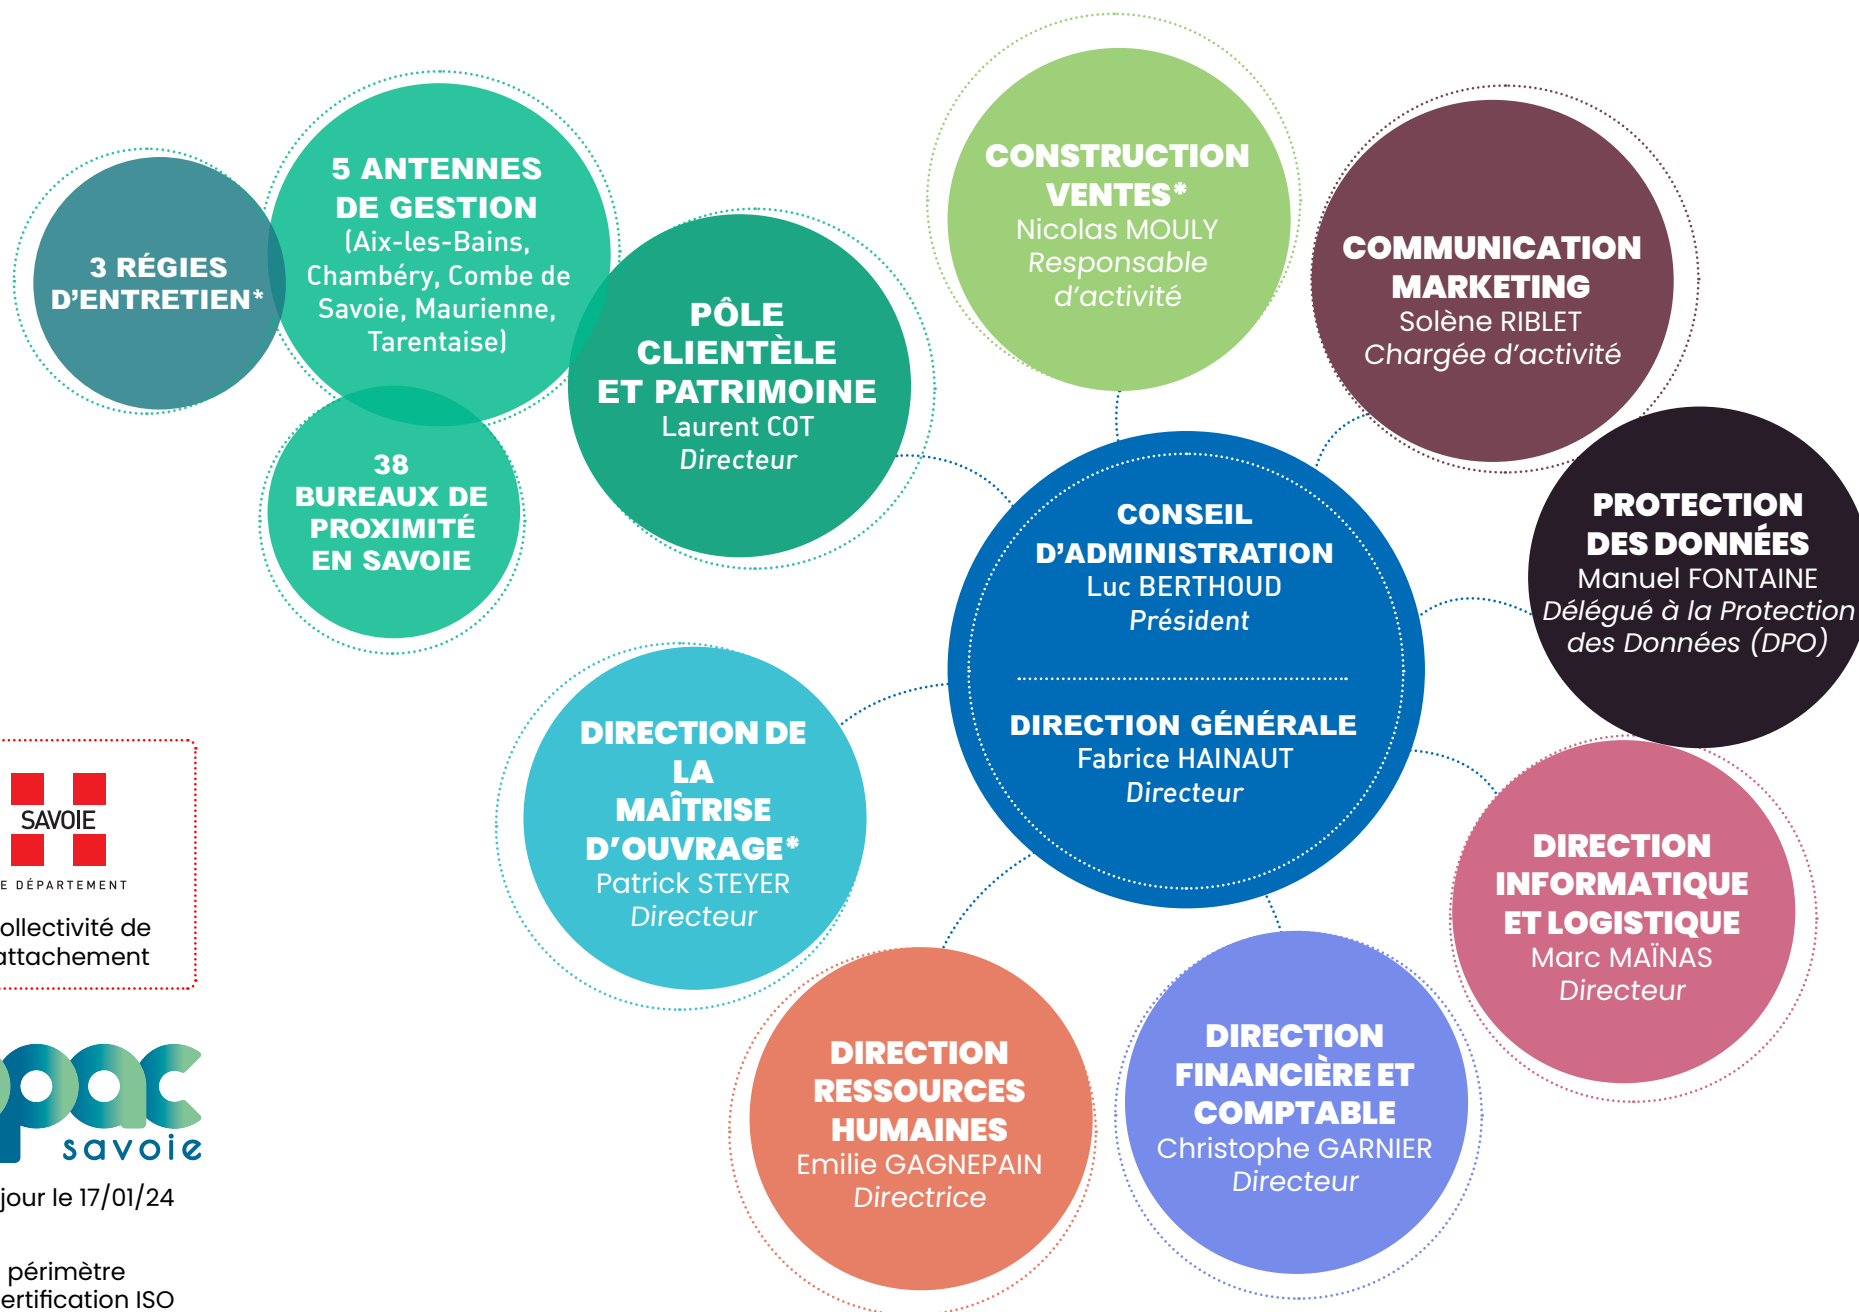 3 RÉGIES
D’ENTRETIEN*
5 ANTENNES
DE GESTION
(Aix-les-Bains,
Chambéry, Combe de
Savoie, Maurienne,
Tarentaise)
38
BUREAUX DE
PROXIMITÉ
EN SAVOIE
PÔLE
CLIENTÈLE
ET PATRIMOINE
Laurent COT
Directeur
CONSTRUCTION
VENTES*
Nicolas MOULY
Responsable
d’activité
COMMUNICATION
MARKETING
Solène RIBLET
Chargée d’activité
PROTECTION
DES DONNÉES
Manuel FONTAINE
Délégué à la Protection
des Données (DPO)
CONSEIL
D’ADMINISTRATION
Luc BERTHOUD
Président
DIRECTION GÉNÉRALE
Fabrice HAINAUT
Directeur
DIRECTION DE
LA
MAÎTRISE
D’OUVRAGE*
Patrick STEYER
Directeur
DIRECTION
INFORMATIQUE
ET LOGISTIQUE
Marc MAÏNAS
Directeur
DIRECTION
RESSOURCES
HUMAINES
Emilie GAGNEPAIN
Directrice
DIRECTION
FINANCIÈRE ET
COMPTABLE
Christophe GARNIER
Directeur
SAVOIE
E DÉPARTEMENT
ollectivité de
attachement
pac
savoie
jour le 17/01/24
périmètre
ertification ISO